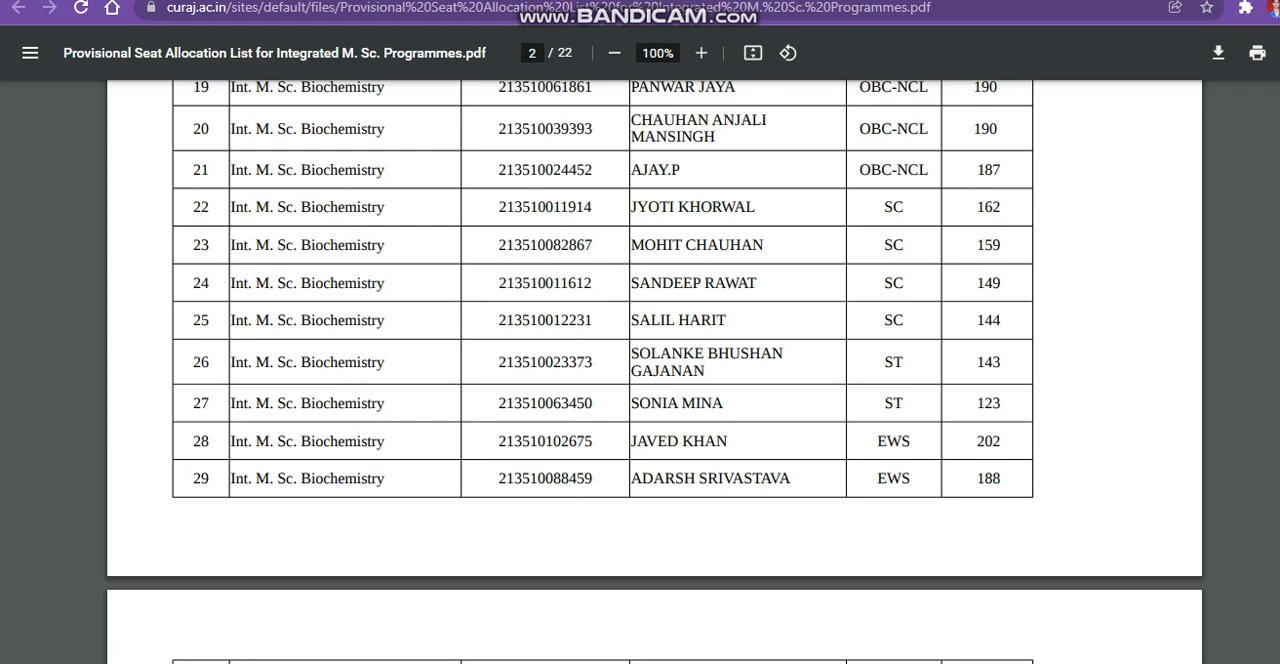 curaj.ac.in/sites/default/files/Provisional%20Seat%20Allocation%20List%20for%20Integrated%20M.%20Sc.%20Programmes.pdf
www.BANDICAM.com
Provisional Seat Allocation List for Integrated M. Sc. Programmes.pdf 2 / 22 100%
19 Int. M. Sc. Biochemistry 213510061861 PANWAR JAYA OBC-NCL 190
20 Int. M. Sc. Biochemistry 213510039393 CHAUHAN ANJALI MANSINGH OBC-NCL 190
21 Int. M. Sc. Biochemistry 213510024452 AJAY.P OBC-NCL 187
22 Int. M. Sc. Biochemistry 213510011914 JYOTI KHORWAL SC 162
23 Int. M. Sc. Biochemistry 213510082867 MOHIT CHAUHAN SC 159
24 Int. M. Sc. Biochemistry 213510011612 SANDEEP RAWAT SC 149
25 Int. M. Sc. Biochemistry 213510012231 SALIL HARIT SC 144
26 Int. M. Sc. Biochemistry 213510023373 SOLANKE BHUSHAN GAJANAN ST 143
27 Int. M. Sc. Biochemistry 213510063450 SONIA MINA ST 123
28 Int. M. Sc. Biochemistry 213510102675 JAVED KHAN EWS 202
29 Int. M. Sc. Biochemistry 213510088459 ADARSH SRIVASTAVA EWS 188